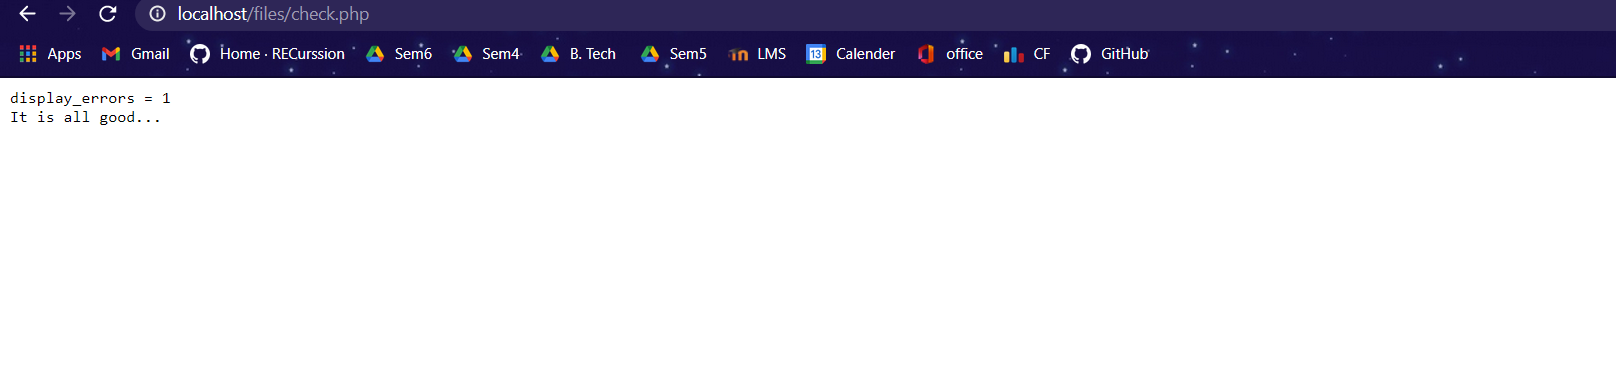 localhost/files/check.php
Apps Gmail Home · RECurssion Sem6 Sem4 B. Tech Sem5 LMS 13 Calender office CF GitHub
display_errors = 1
It is all good...